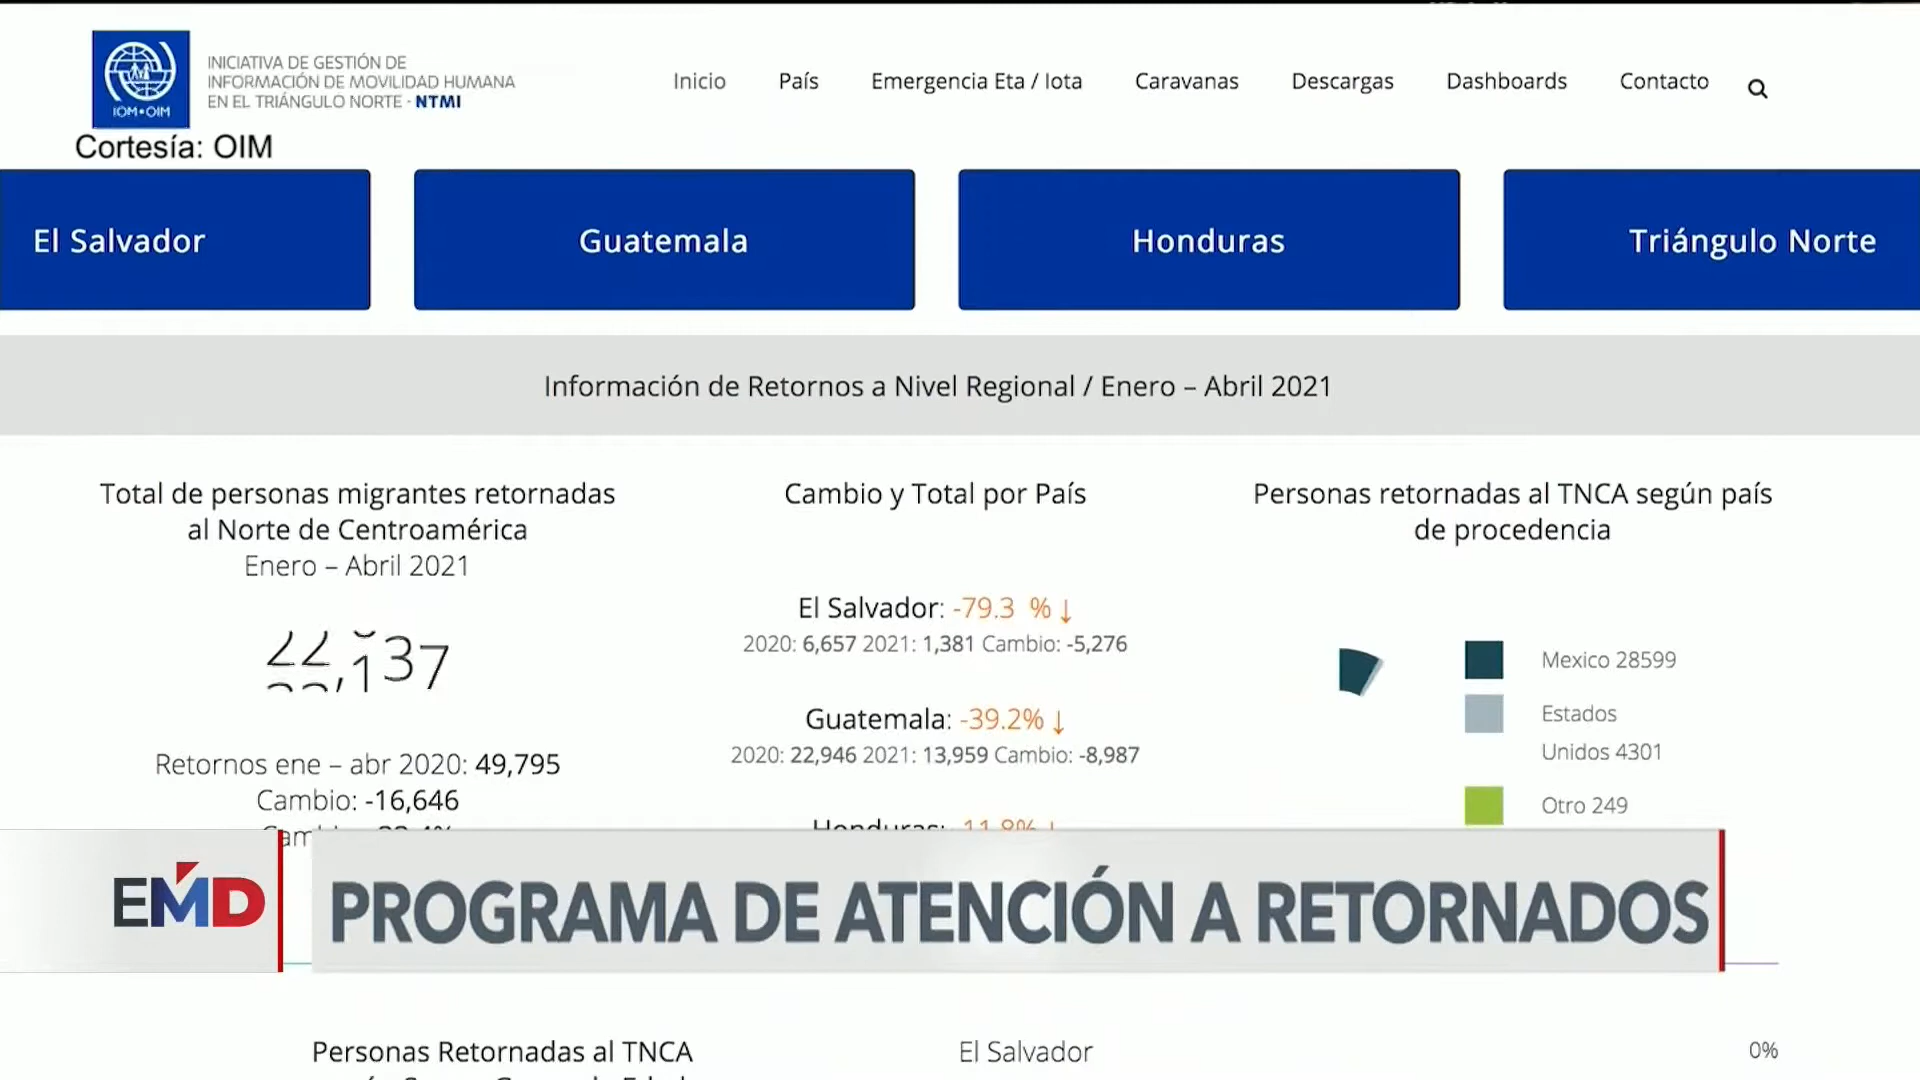 INICIATIVA DE GESTIÓN DE
INFORMACIÓN DE MOVILIDAD HUMANA
EN EL TRIÁNGULO NORTE - NTMI
IOM•OIM
Inicio País Emergencia Eta / Iota Caravanas Descargas Dashboards Contacto
Cortesía: OIM
El Salvador Guatemala Honduras Triángulo Norte
Información de Retornos a Nivel Regional / Enero – Abril 2021
Total de personas migrantes retornadas
al Norte de Centroamérica
Enero – Abril 2021
Retornos ene – abr 2020: 49,795
Cambio: -16,646
Cambio y Total por País
El Salvador: -79.3 % ↓
2020: 6,657 2021: 1,381 Cambio: -5,276
Guatemala: -39.2% ↓
2020: 22,946 2021: 13,959 Cambio: -8,987
Honduras: -11.8% ↓
Personas retornadas al TNCA según país
de procedencia
Mexico 28599
Estados
Unidos 4301
Otro 249
EMD
PROGRAMA DE ATENCIÓN A RETORNADOS
Personas Retornadas al TNCA
El Salvador 0%